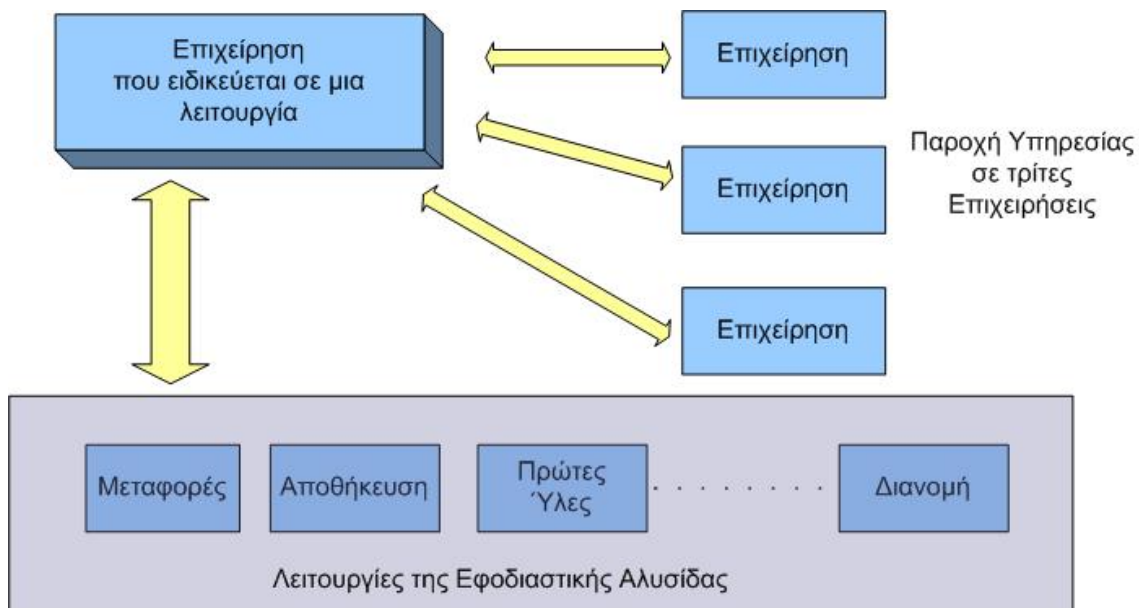 Επιχείρηση
που ειδικεύεται σε μια
λειτουργία
Επιχείρηση
Επιχείρηση
Επιχείρηση
Παροχή Υπηρεσίας
σε τρίτες
Επιχειρήσεις
Μεταφορές
Αποθήκευση
Πρώτες
Ύλες
. . . . . . . . .
Διανομή
Λειτουργίες της Εφοδιαστικής Αλυσίδας